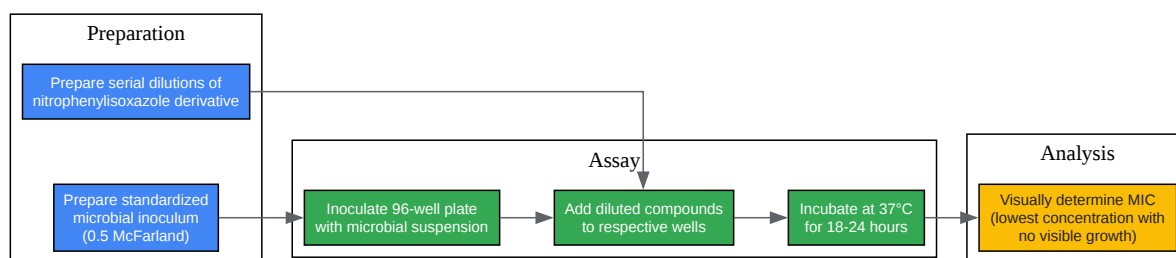 Preparation
Prepare serial dilutions of
nitrophenylisoxazole derivative
Prepare standardized
microbial inoculum
(0.5 McFarland)
Assay
Inoculate 96-well plate
with microbial suspension
Add diluted compounds
to respective wells
Incubate at 37°C
for 18-24 hours
Analysis
Visually determine MIC
(lowest concentration with
no visible growth)